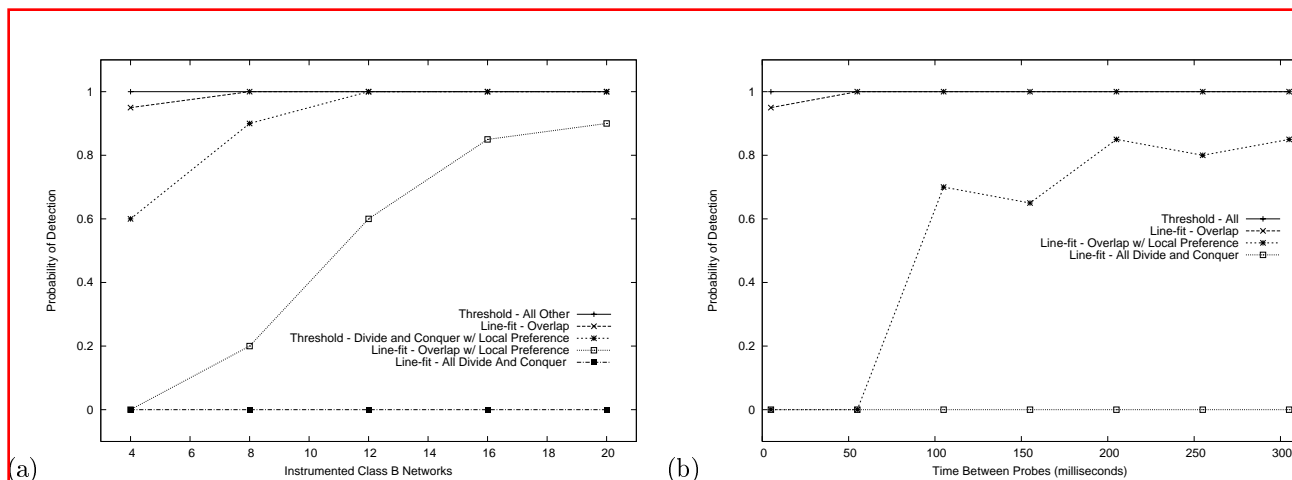 1
0.8
0.6
0.4
0.2
0
Probability of Detection
4 6 8 10 12 14 16 18 20
Instrumented Class B Networks
Threshold - All Other
Line-fit - Overlap
Threshold - Divide and Conquer w/ Local Preference
Line-fit - Overlap w/ Local Preference
Line-fit - All Divide And Conquer
(a)
1
0.8
0.6
0.4
0.2
0
Probability of Detection
0 50 100 150 200 250 300
Time Between Probes (milliseconds)
Threshold - All
Line-fit - Overlap
Line-fit - Overlap w/ Local Preference
Line-fit - All Divide and Conquer
(b)